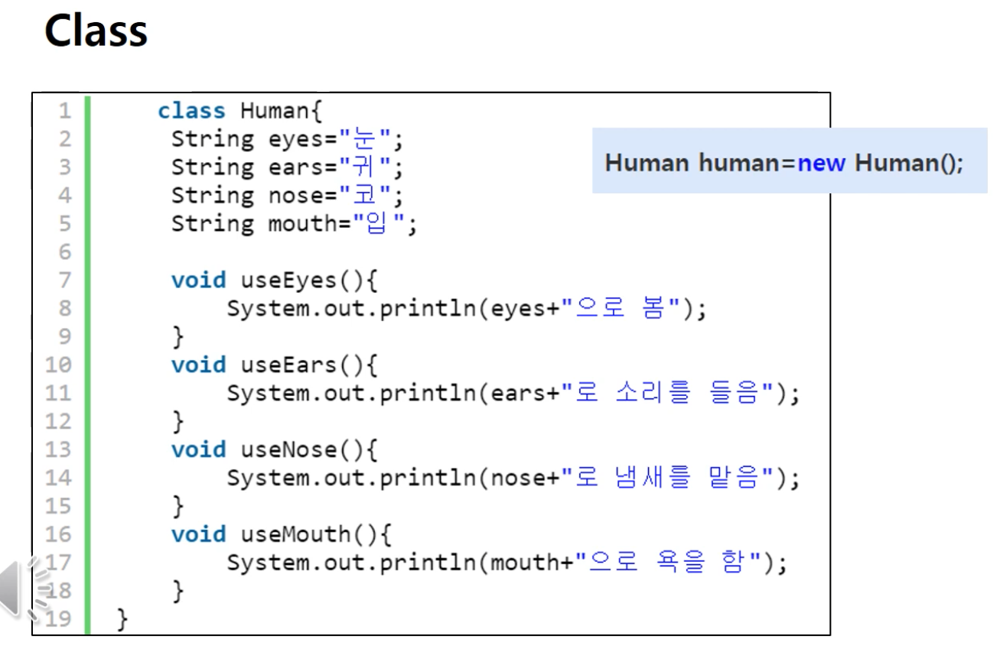 Class
1 class Human{
2 String eyes="눈";
3 String ears="귀";
4 String nose="코";
5 String mouth="입";
6
7 void useEyes(){
8 System.out.println(eyes+"으로 봄");
9 }
10 void useEars(){
11 System.out.println(ears+"로 소리를 들음");
12 }
13 void useNose(){
14 System.out.println(nose+"로 냄새를 맡음");
15 }
16 void useMouth(){
17 System.out.println(mouth+"으로 욕을 함");
18 }
19 }
Human human=new Human();